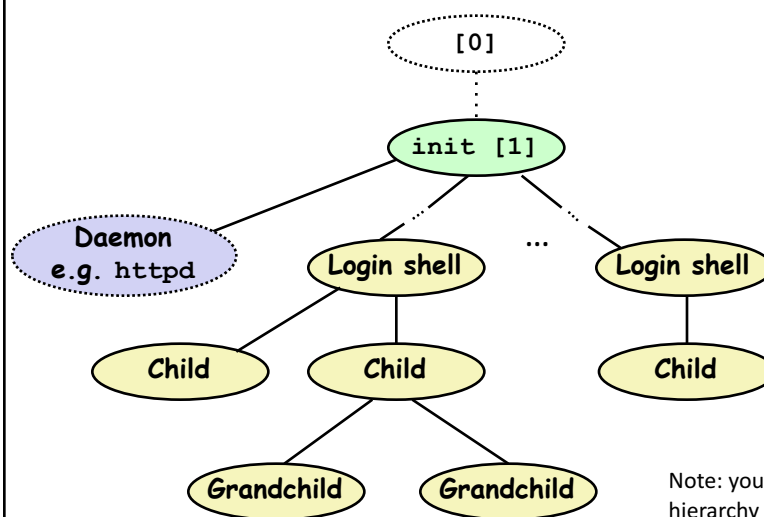 [0]
init [1]
Daemon
e.g. httpd
Login shell
...
Login shell
Child
Child
Child
Grandchild
Grandchild
Note: you
hierarchy